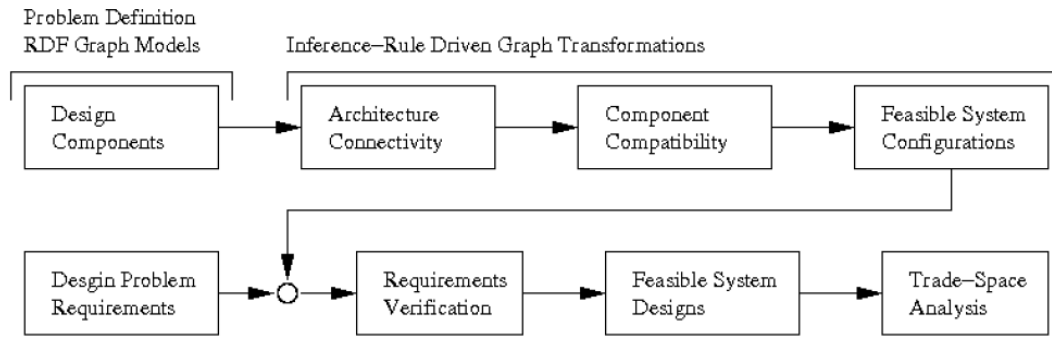 Problem Definition
RDF Graph Models
Inference-Rule Driven Graph Transformations
Design
Components
Architecture
Connectivity
Component
Compatibility
Feasible System
Configurations
Desgin Problem
Requirements
Requirements
Verification
Feasible System
Designs
Trade-Space
Analysis